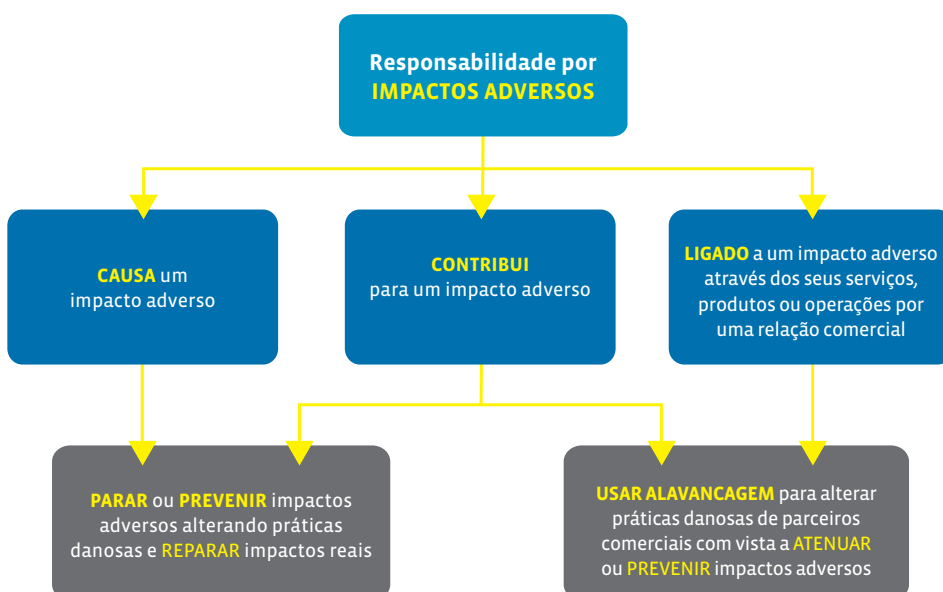 Responsabilidade por
IMPACTOS ADVERSOS
CAUSA um
impacto adverso
CONTRIBUI
para um impacto adverso
LIGADO a um impacto adverso
através dos seus serviços,
produtos ou operações por
uma relação comercial
PARAR ou PREVENIR impactos
adversos alterando práticas
danosas e REPARAR impactos reais
USAR ALAVANCAGEM para alterar
práticas danosas de parceiros
comerciais com vista a ATENUAR
ou PREVENIR impactos adversos